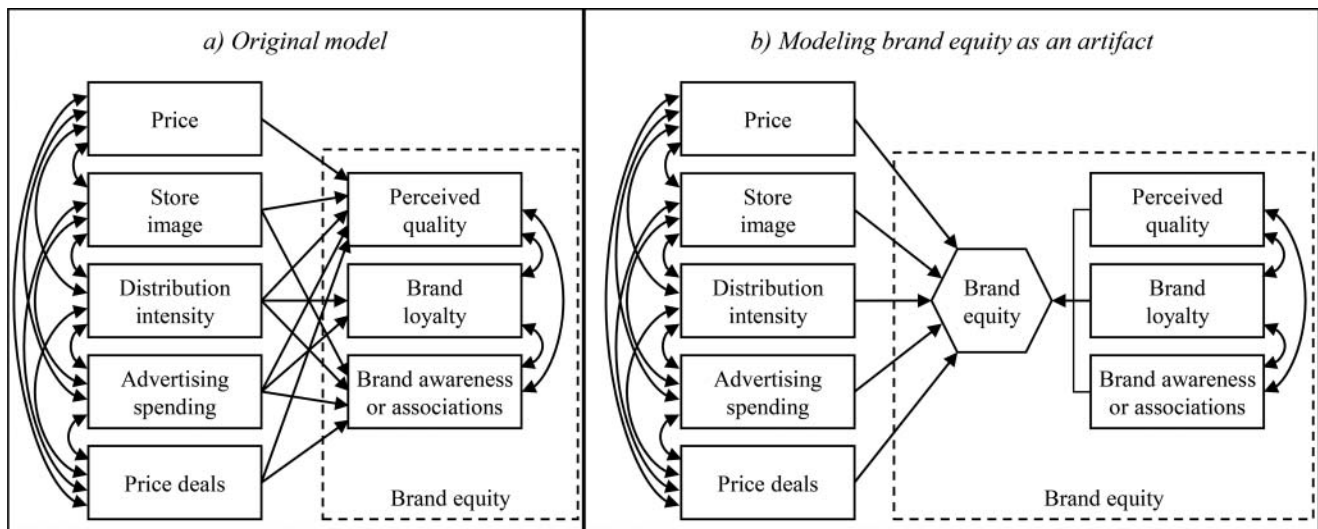 a) Original model
Price
Store
image
Distribution
intensity
Advertising
spending
Price deals
Perceived
quality
Brand
loyalty
Brand awareness
or associations
Brand equity
b) Modeling brand equity as an artifact
Price
Store
image
Distribution
intensity
Advertising
spending
Price deals
Brand
equity
Perceived
quality
Brand
loyalty
Brand awareness
or associations
Brand equity